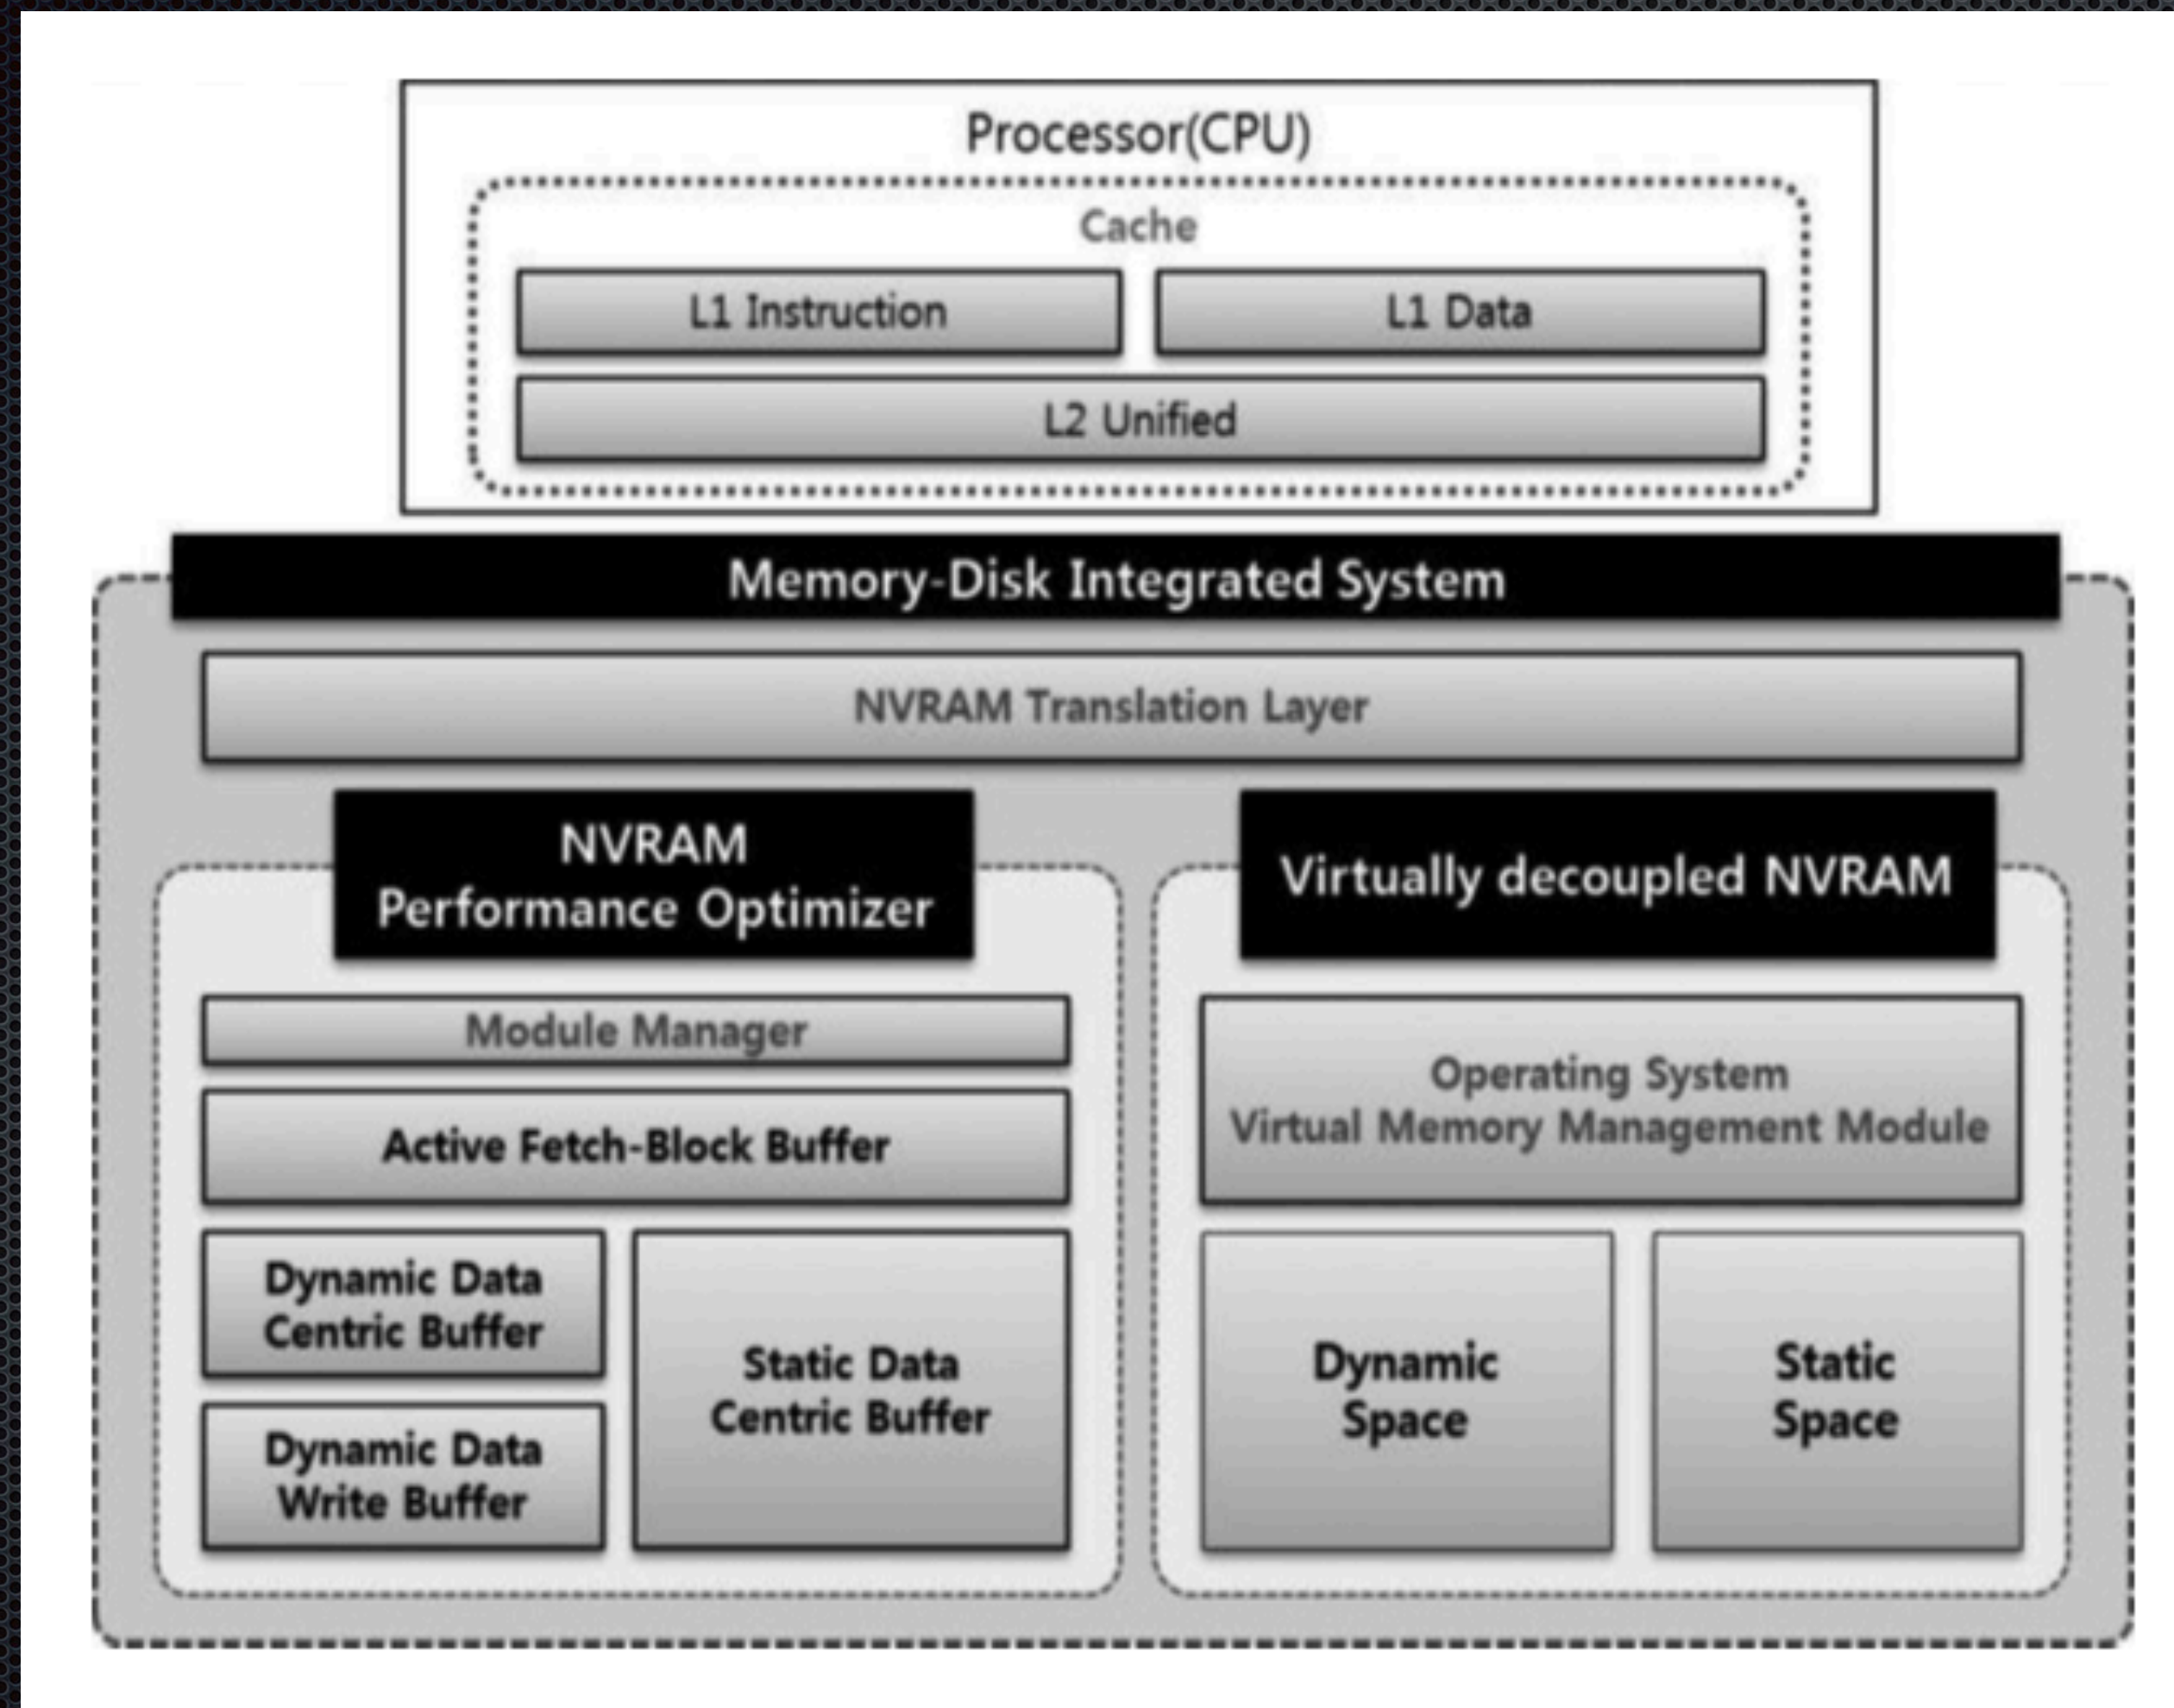 Processor(CPU)
Cache
L1 Instruction
L1 Data
L2 Unified
Memory-Disk Integrated System
NVRAM Translation Layer
NVRAM
Performance Optimizer
Module Manager
Active Fetch-Block Buffer
Dynamic Data
Centric Buffer
Dynamic Data
Write Buffer
Static Data
Centric Buffer
Virtually decoupled NVRAM
Operating System
Virtual Memory Management Module
Dynamic
Space
Static
Space